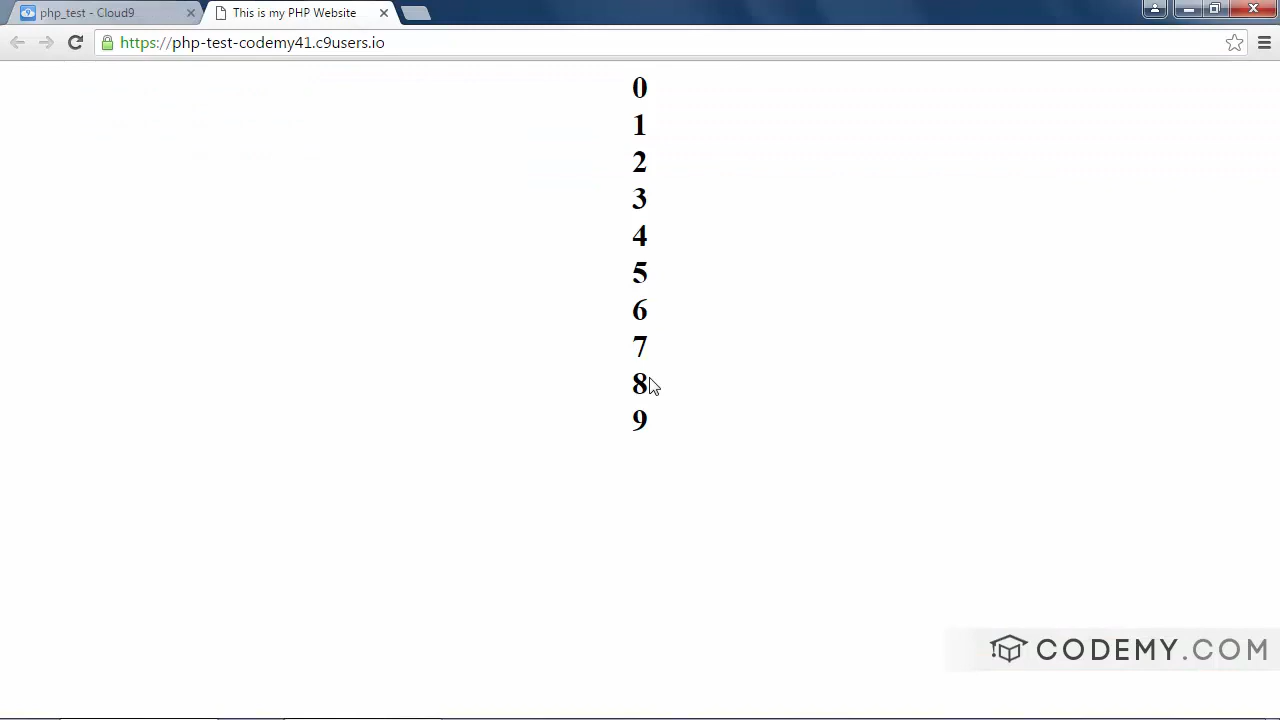 php_test - Cloud9
This is my PHP Website
https://php-test-codemy41.c9users.io
0
1
2
3
4
5
6
7
8
9
CODEMY.COM